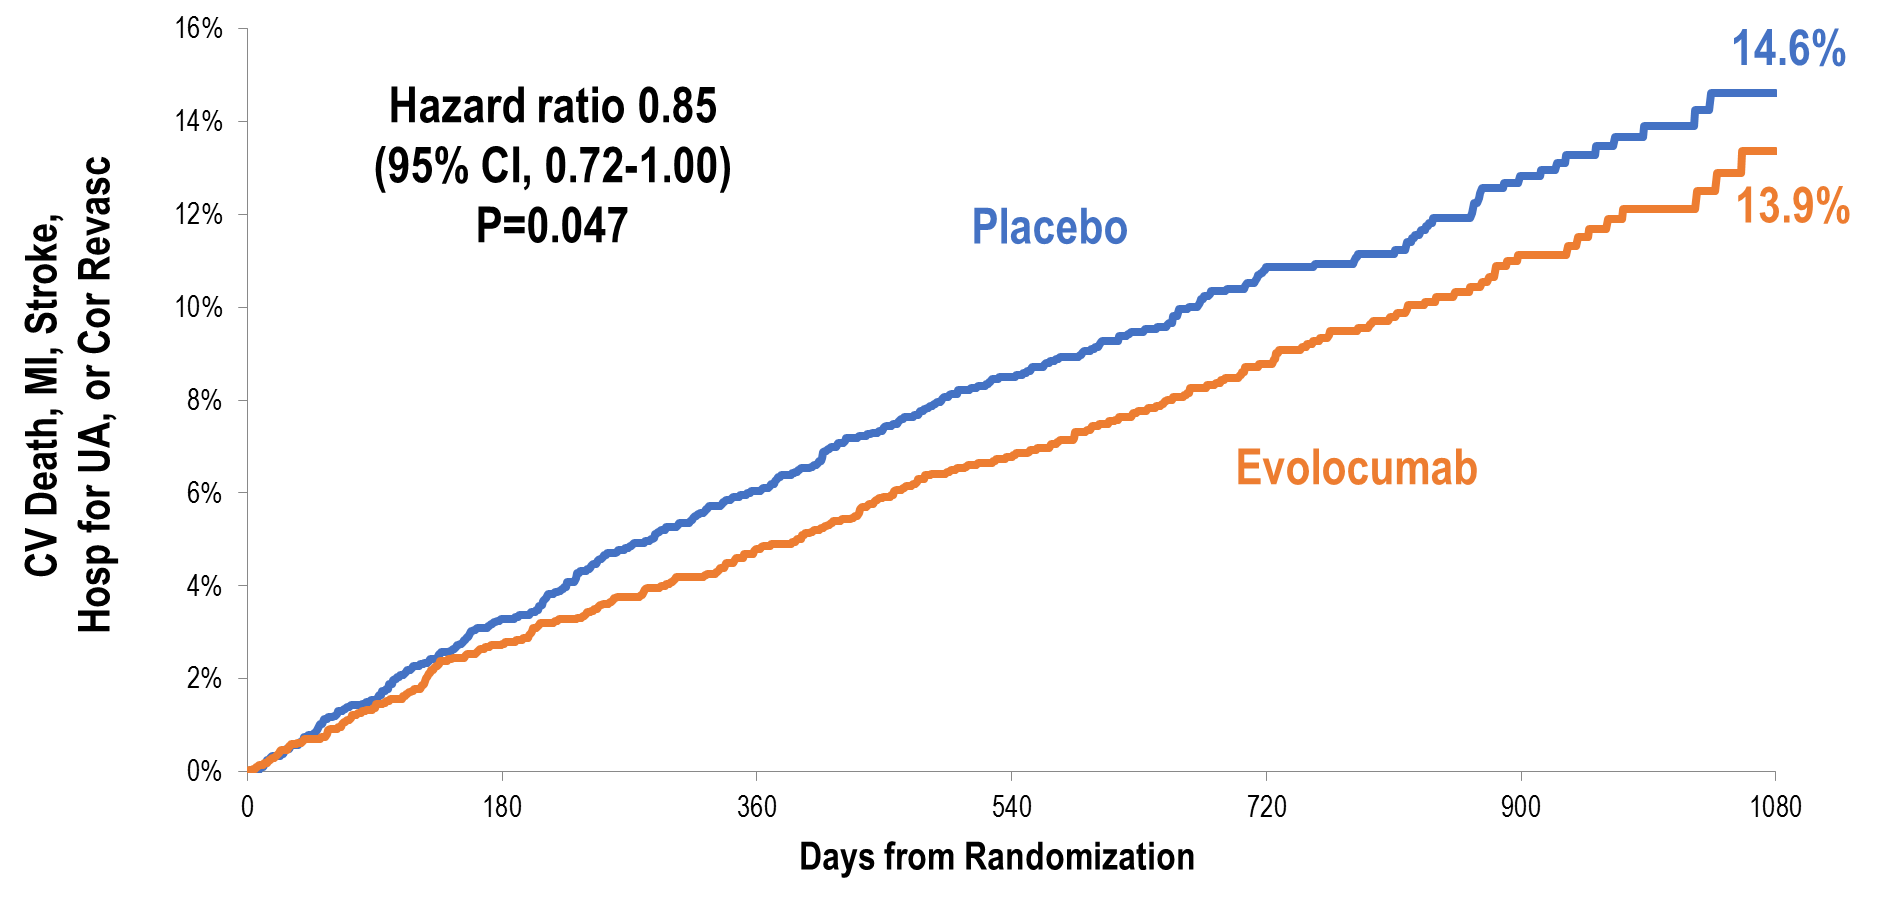 16%
14%
12%
10%
8%
6%
4%
2%
0%
CV Death, MI, Stroke,
Hosp for UA, or Cor Revasc
Hazard ratio 0.85
(95% CI, 0.72-1.00)
P=0.047
Placebo
Evolocumab
14.6%
13.9%
0
180
360
540
720
900
1080
Days from Randomization